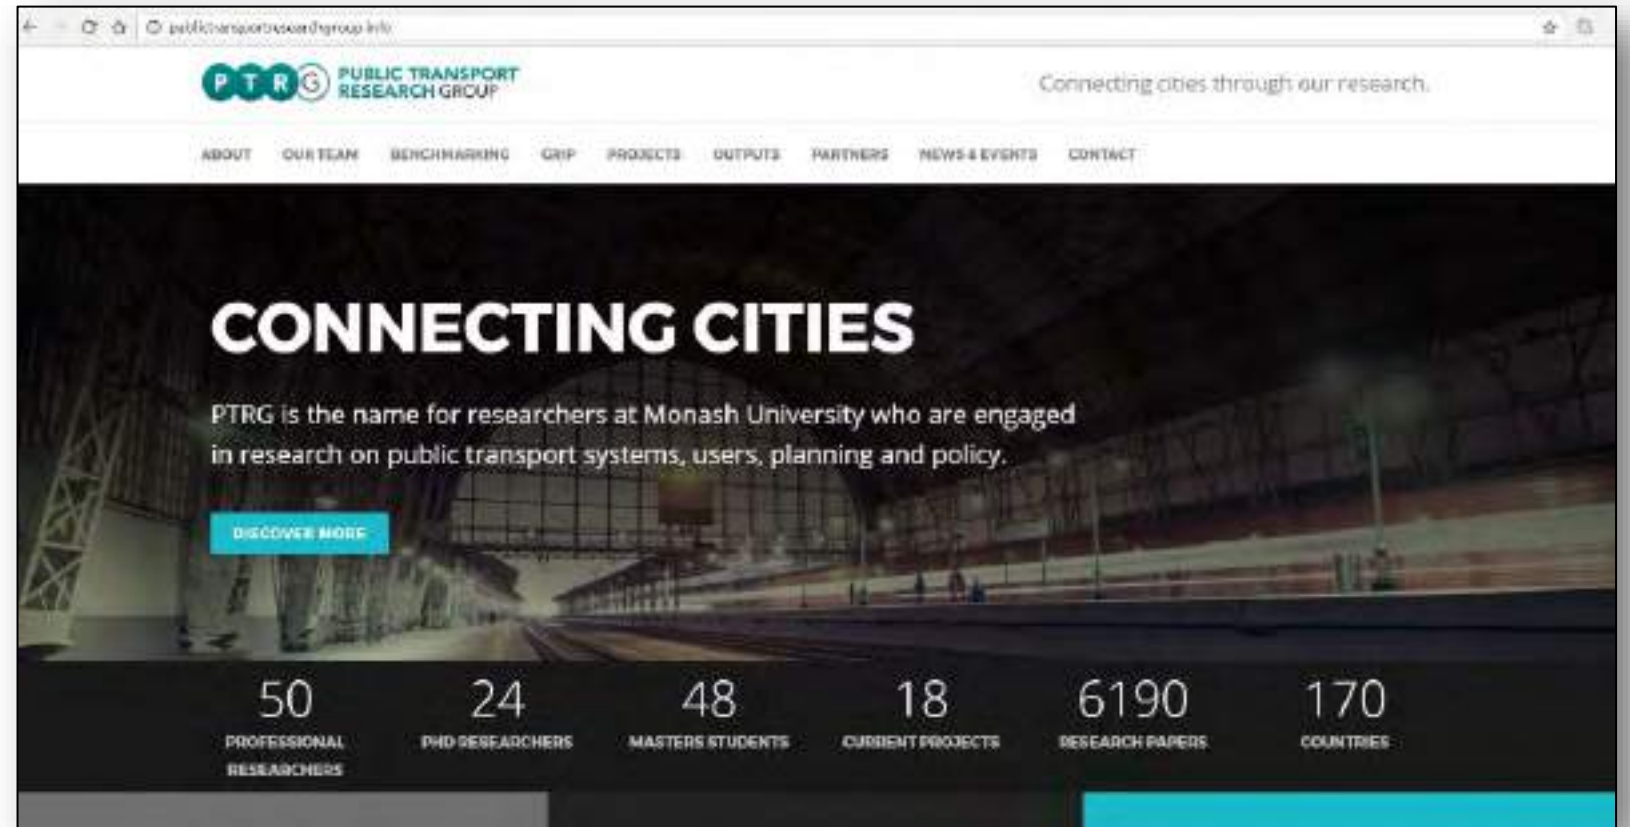 publictransportresearchgroup.info
PTRG PUBLIC TRANSPORT
RESEARCH GROUP
Connecting cities through our research.
ABOUT OUR TEAM BENCHMARKING GRIP PROJECTS OUTPUTS PARTNERS NEWS & EVENTS CONTACT
CONNECTING CITIES
PTRG is the name for researchers at Monash University who are engaged
in research on public transport systems, users, planning and policy.
DISCOVER MORE
50 24 48 18 6190 170
PROFESSIONAL PHD RESEARCHERS MASTERS STUDENTS CURRENT PROJECTS RESEARCH PAPERS COUNTRIES
RESEARCHERS